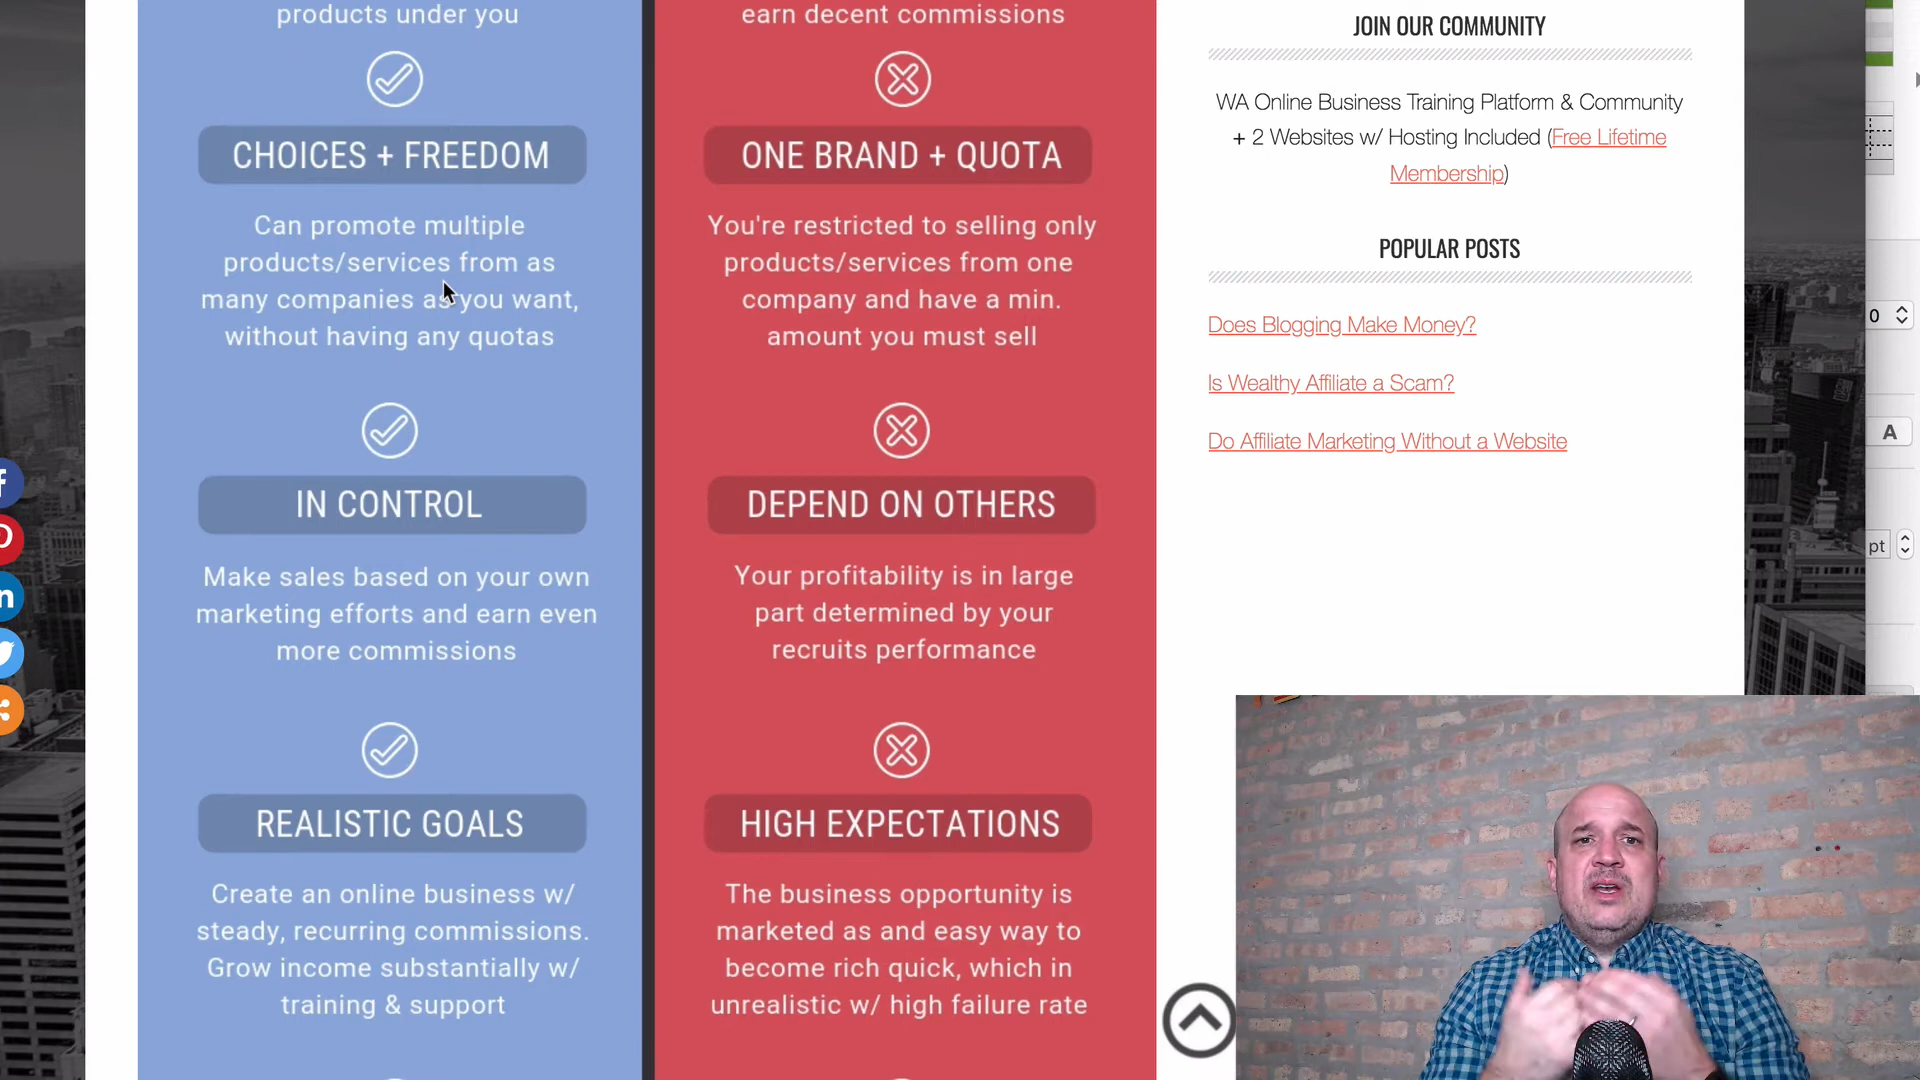 products under you
CHOICES + FREEDOM
Can promote multiple
products/services from as
many companies as you want,
without having any quotas
IN CONTROL
Make sales based on your own
marketing efforts and earn even
more commissions
REALISTIC GOALS
Create an online business w/
steady, recurring commissions.
Grow income substantially w/
training & support
earn decent commissions
ONE BRAND + QUOTA
You're restricted to selling only
products/services from one
company and have a min.
amount you must sell
DEPEND ON OTHERS
Your profitability is in large
part determined by your
recruits performance
HIGH EXPECTATIONS
The business opportunity is
marketed as and easy way to
become rich quick, which in
unrealistic w/ high failure rate
JOIN OUR COMMUNITY
WA Online Business Training Platform & Community
+ 2 Websites w/ Hosting Included (Free Lifetime
Membership)
POPULAR POSTS
Does Blogging Make Money?
Is Wealthy Affiliate a Scam?
Do Affiliate Marketing Without a Website
0
A
pt